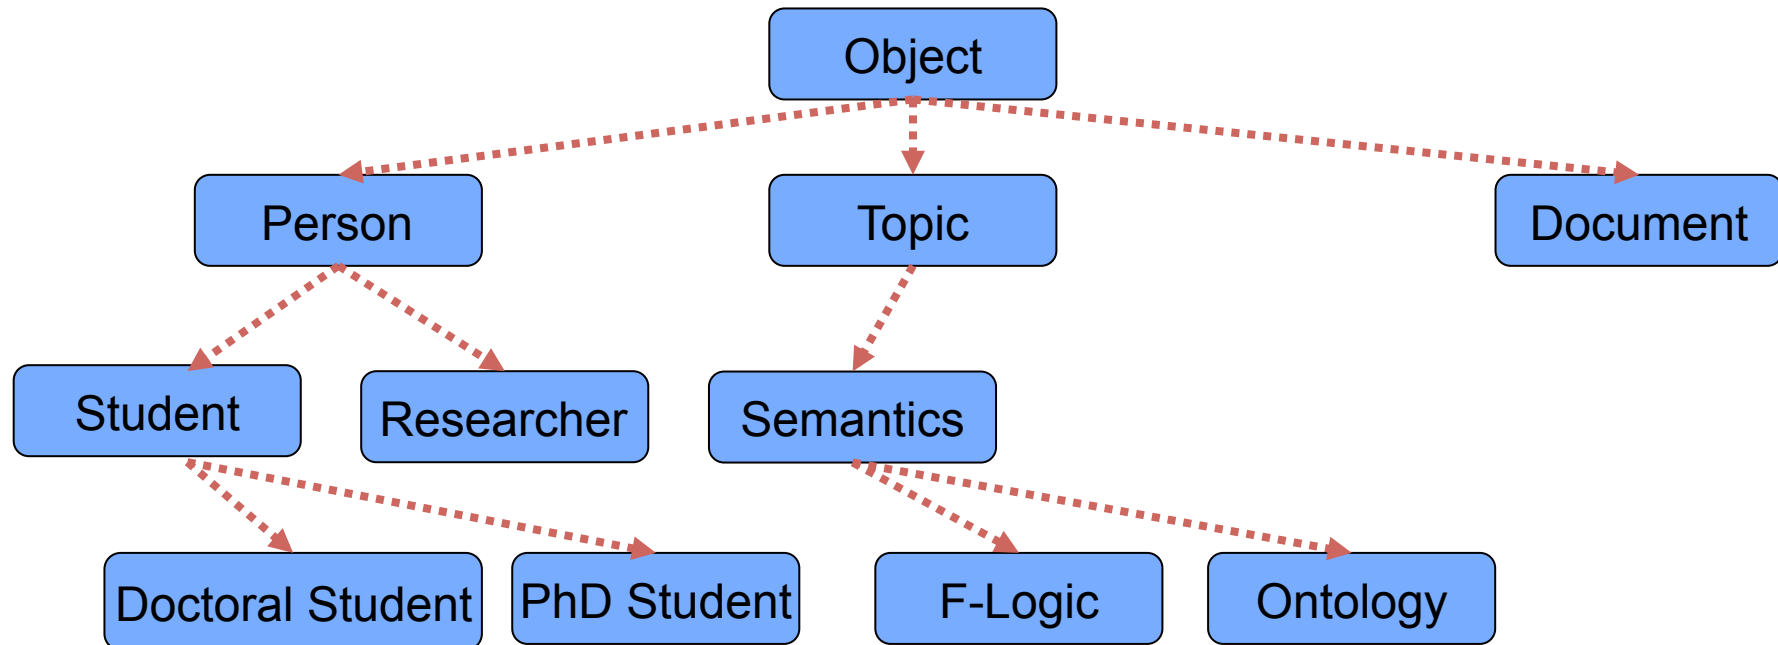 Object
Person
Topic
Document
Student
Researcher
Semantics
Doctoral Student
PhD Student
F-Logic
Ontology